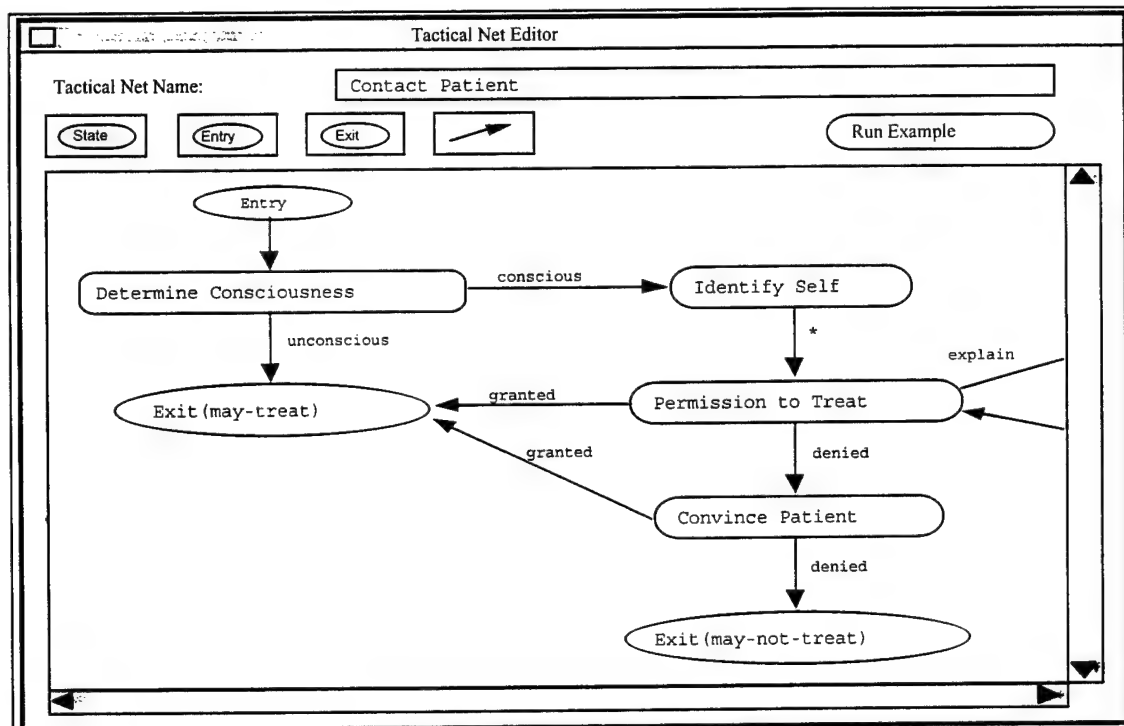 Tactical Net Editor
Tactical Net Name:
Contact Patient
State
Entry
Exit
Run Example
Entry
Determine Consciousness
conscious
Identify Self
unconscious
*
explain
Exit(may-treat)
granted
Permission to Treat
granted
denied
Convince Patient
denied
Exit(may-not-treat)